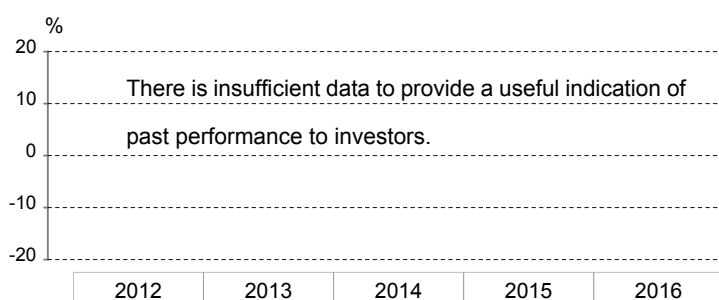 %
20
There is insufficient data to provide a useful indication of
10
past performance to investors.
0
-10
-20
2012 2013 2014 2015 2016